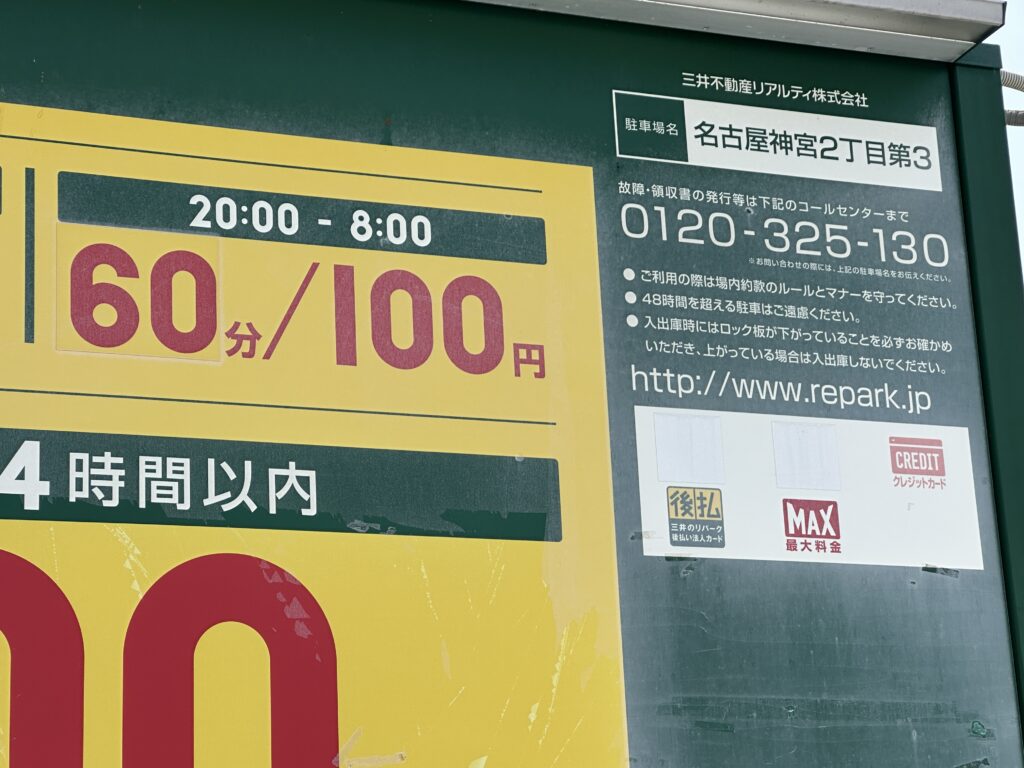 三井不動産リアルティ株式会社
駐車場名 名古屋神宮2丁目第3
故障・領収書の発行等は下記のコールセンターまで
0120-325-130
※お問い合わせの際には、上記の駐車場名をお伝えください。
● ご利用の際は場内約款のルールとマナーを守ってください。
● 48時間を超える駐車はご遠慮ください。
● 入出庫時にはロック板が下がっていることを必ずお確かめ
いただき、上がっている場合は入出庫しないでください。
http://www.repark.jp
CREDIT
クレジットカード
後払
三井のリパーク
後払い法人カード
MAX
最大料金
20:00 - 8:00
60分/100円
4時間以内
00